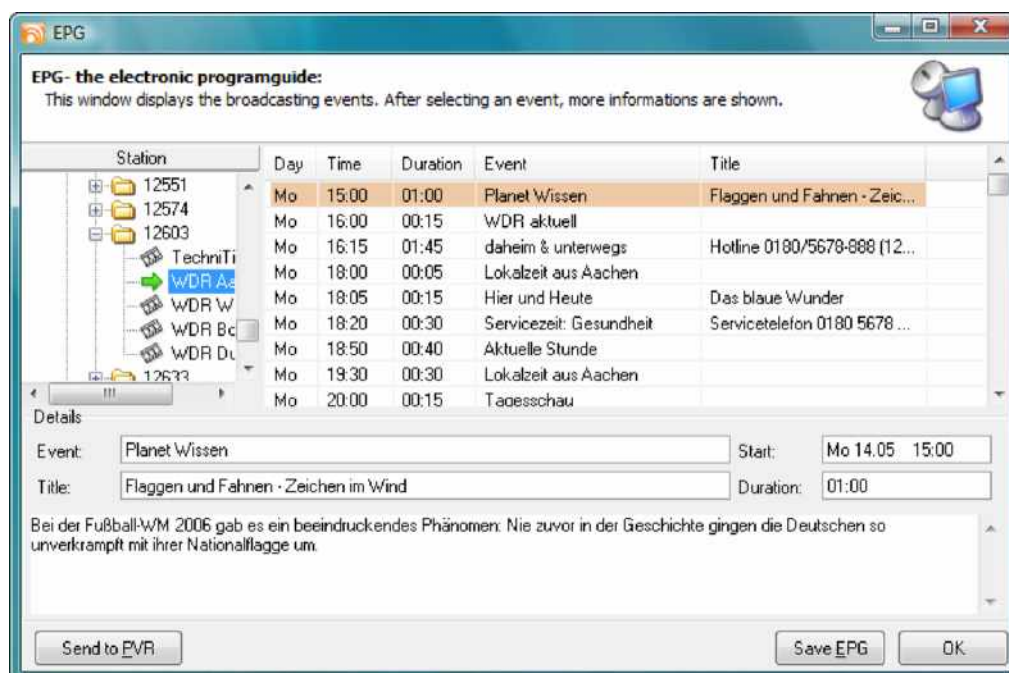 EPG
EPG- the electronic programguide:
This window displays the broadcasting events. After selecting an event, more informations are shown.
Station
12551
12574
12603
TechniTi
WDR Aa
WDR W
WDR Bo
WDR Du
12633
Day Time Duration Event Title
Mo 15:00 01:00 Planet Wissen Flaggen und Fahnen - Zeic...
Mo 16:00 00:15 WDR aktuell
Mo 16:15 01:45 daheim & unterwegs Hotline 0180/5678-888 (12...
Mo 18:00 00:05 Lokalzeit aus Aachen
Mo 18:05 00:15 Hier und Heute Das blaue Wunder
Mo 18:20 00:30 Servicezeit: Gesundheit Servicetelefon 0180 5678 ...
Mo 18:50 00:40 Aktuelle Stunde
Mo 19:30 00:30 Lokalzeit aus Aachen
Mo 20:00 00:15 Tagesschau
Details
Event: Planet Wissen Start: Mo 14.05 15:00
Title: Flaggen und Fahnen - Zeichen im Wind Duration: 01:00
Bei der Fußball-WM 2006 gab es ein beeindruckendes Phänomen: Nie zuvor in der Geschichte gingen die Deutschen so
unverkrampft mit ihrer Nationalflagge um.
Send to PVR Save EPG OK